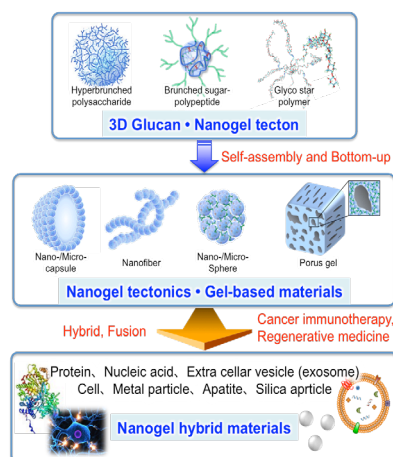 Hyperbrunched
polysaccharide
Brunched sugar-
polypeptide
Glyco star
polymer
3D Glucan • Nanogel tecton
Self-assembly and Bottom-up
Nano-/Micro-
capsule
Nanofiber
Nano-/Micro-
Sphere
Porus gel
Nanogel tectonics • Gel-based materials
Hybrid, Fusion
Cancer immunotherapy,
Regenerative medicine
Protein、Nucleic acid、Extra cellar vesicle (exosome)
Cell、Metal particle、Apatite、Silica aprticle
Nanogel hybrid materials